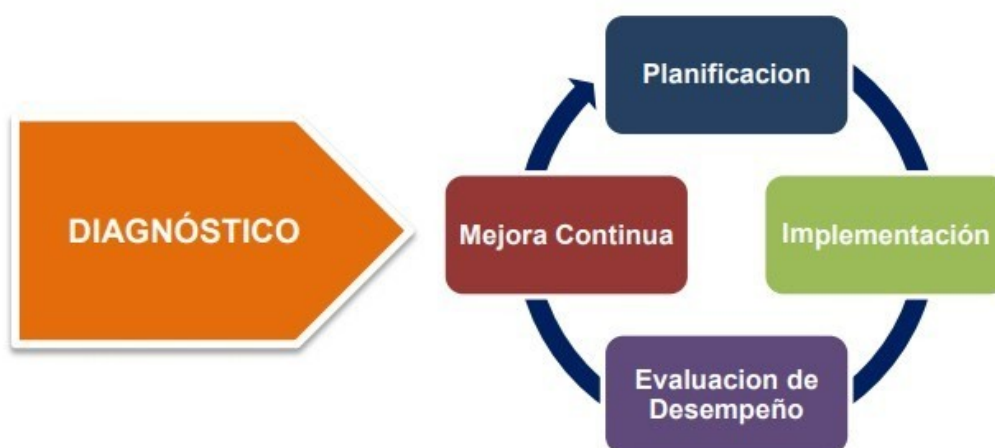 Planificacion
DIAGNÓSTICO
Mejora Continua
Implementación
Evaluacion de
Desempeño